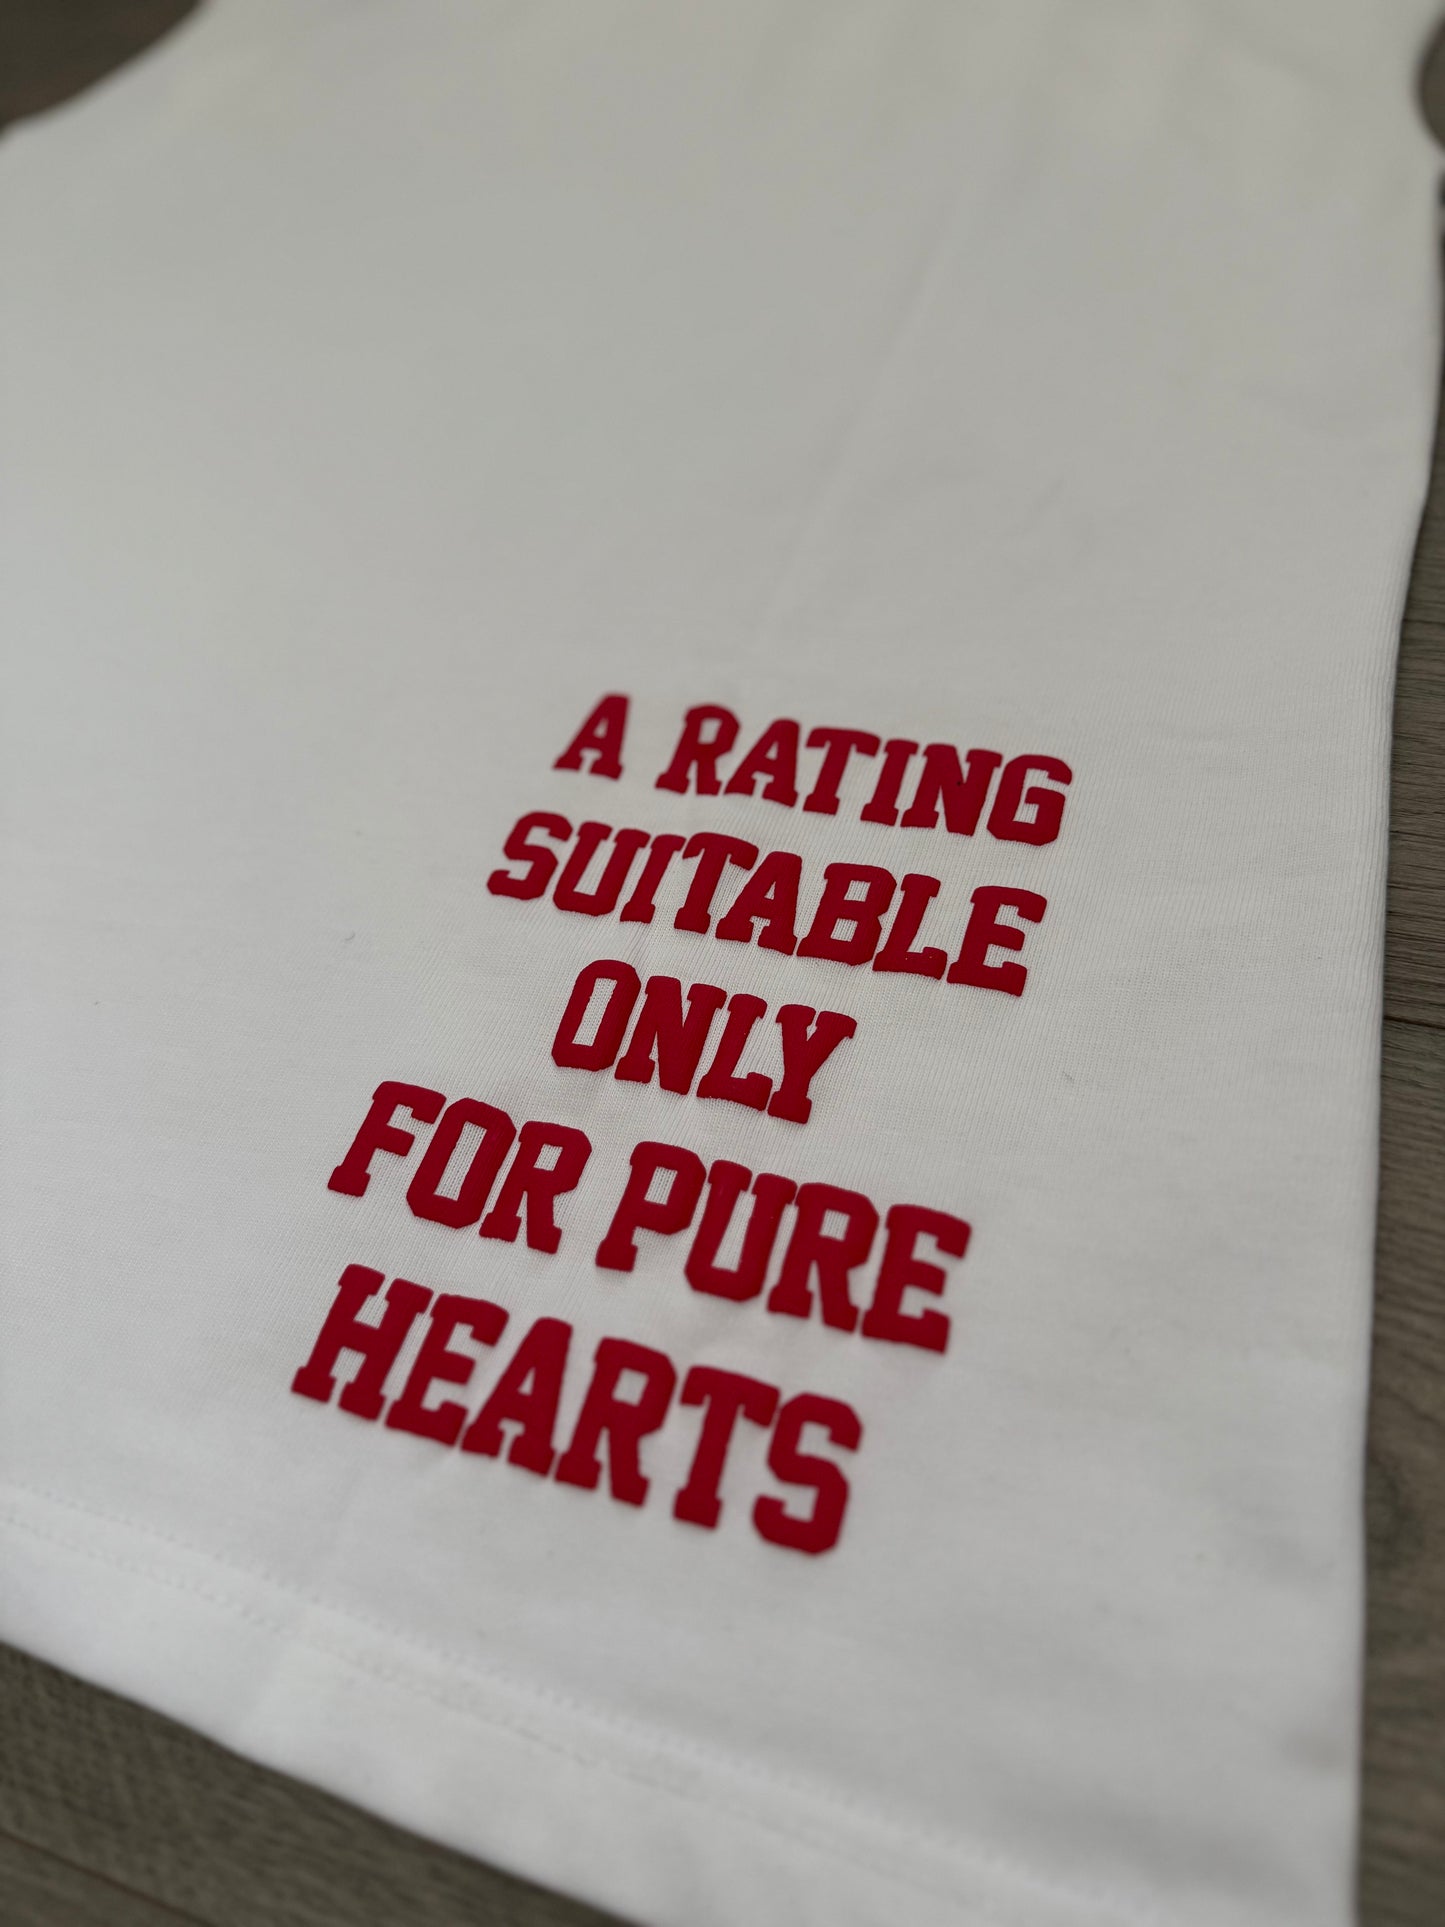 A RATING
SUITABLE
ONLY
FOR PURE
HEARTS